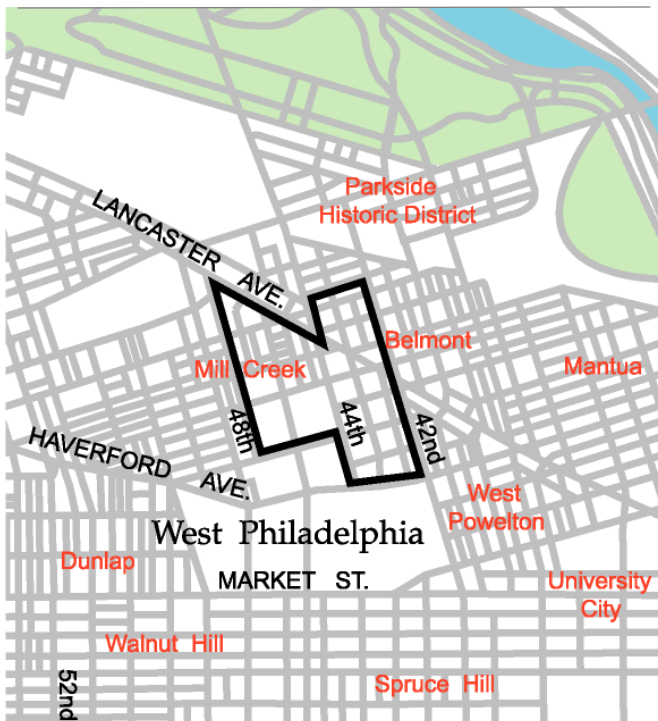 Parkside
Historic District
LANCASTER AVE.
Belmont
Mill Creek
Mantua
48th
44th
42nd
HAVERFORD AVE.
West
Powelton
West Philadelphia
Dunlap
MARKET ST.
University
City
Walnut Hill
52nd
Spruce Hill